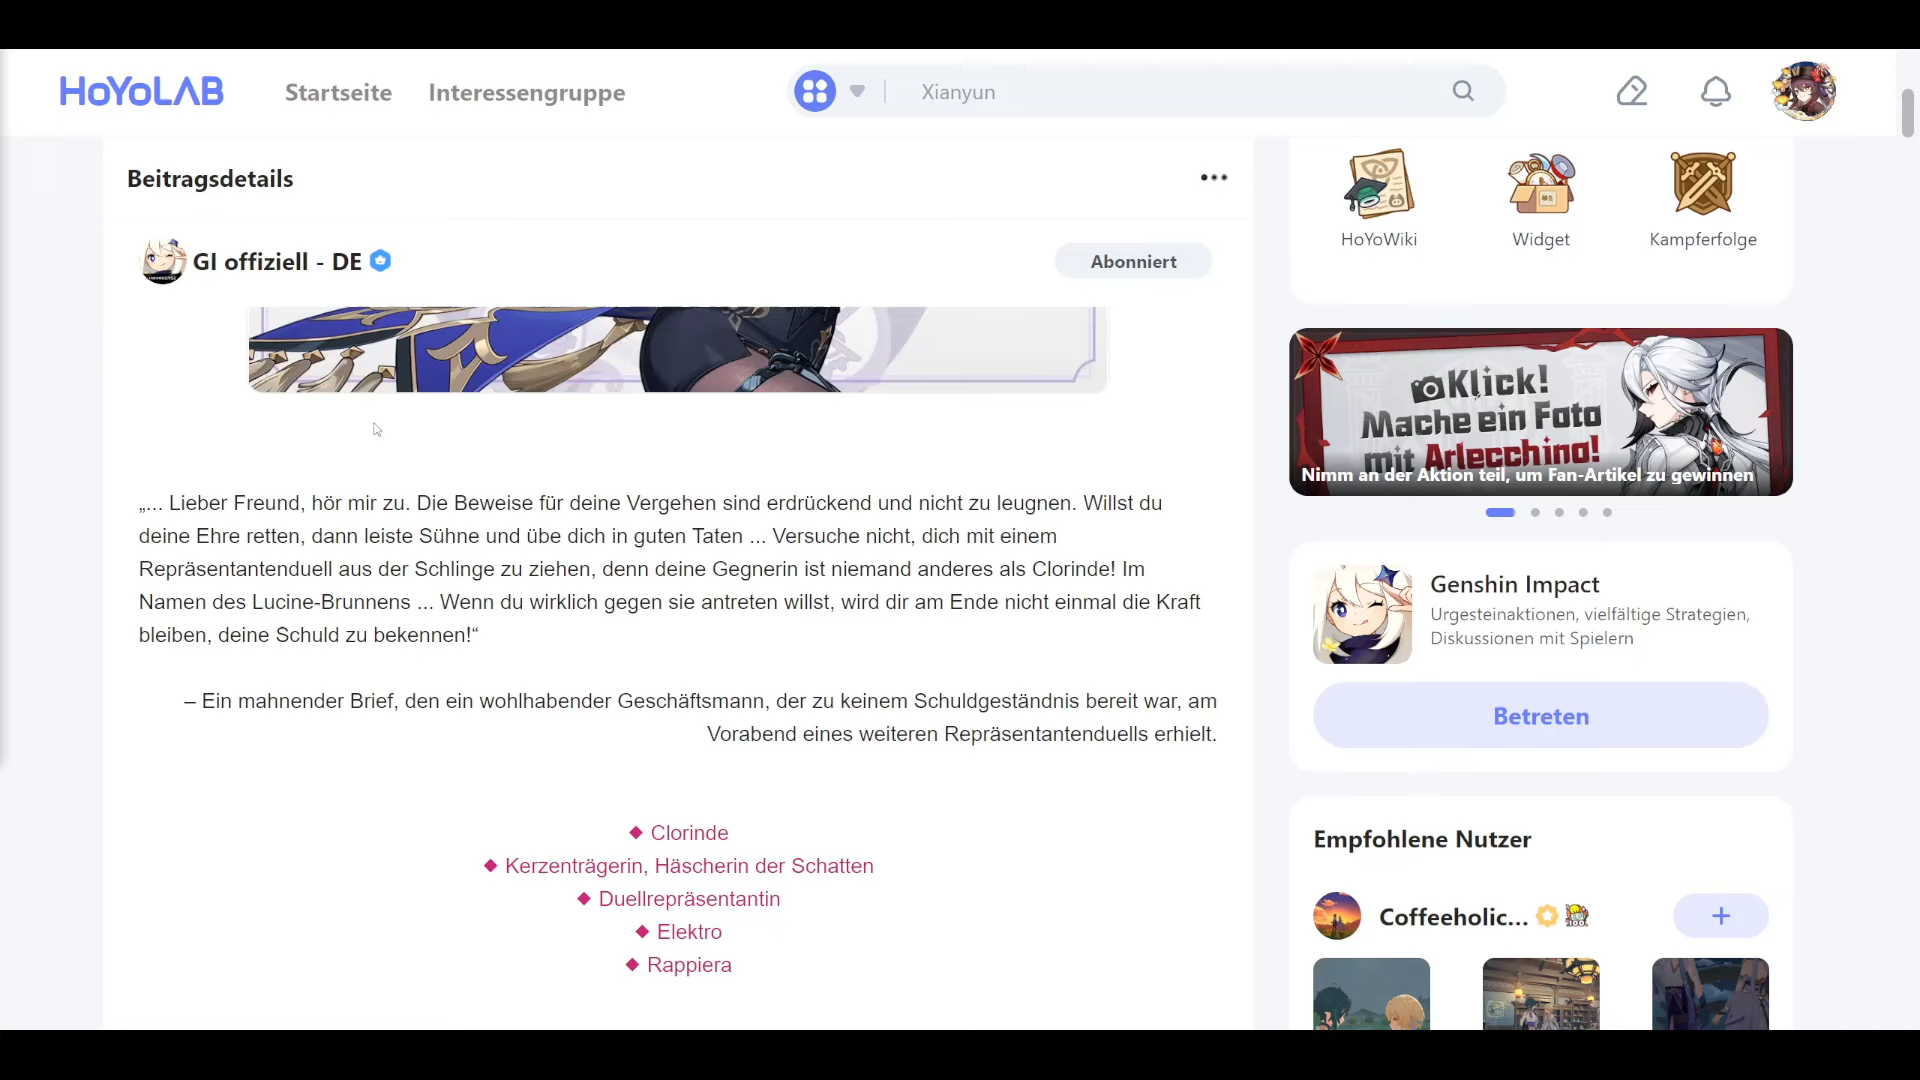 HoYoLAB
Startseite
Interessengruppe
Xianyun
Beitragsdetails
GI offiziell - DE
Abonniert
„... Lieber Freund, hör mir zu. Die Beweise für deine Vergehen sind erdrückend und nicht zu leugnen. Willst du
deine Ehre retten, dann leiste Sühne und übe dich in guten Taten ... Versuche nicht, dich mit einem
Repräsentantenduell aus der Schlinge zu ziehen, denn deine Gegnerin ist niemand anderes als Clorinde! Im
Namen des Lucine-Brunnens ... Wenn du wirklich gegen sie antreten willst, wird dir am Ende nicht einmal die Kraft
bleiben, deine Schuld zu bekennen!“
– Ein mahnender Brief, den ein wohlhabender Geschäftsmann, der zu keinem Schuldgeständnis bereit war, am
Vorabend eines weiteren Repräsentantenduells erhielt.
◆ Clorinde
◆ Kerzenträgerin, Häscherin der Schatten
◆ Duellrepräsentantin
◆ Elektro
◆ Rappiera
HoYoWiki
Widget
Kampferfolge
Klick!
Mache ein Foto
mit Arlecchino!
Nimm an der Aktion teil, um Fan-Artikel zu gewinnen
Genshin Impact
Urgesteinaktionen, vielfältige Strategien,
Diskussionen mit Spielern
Betreten
Empfohlene Nutzer
Coffeeholic...